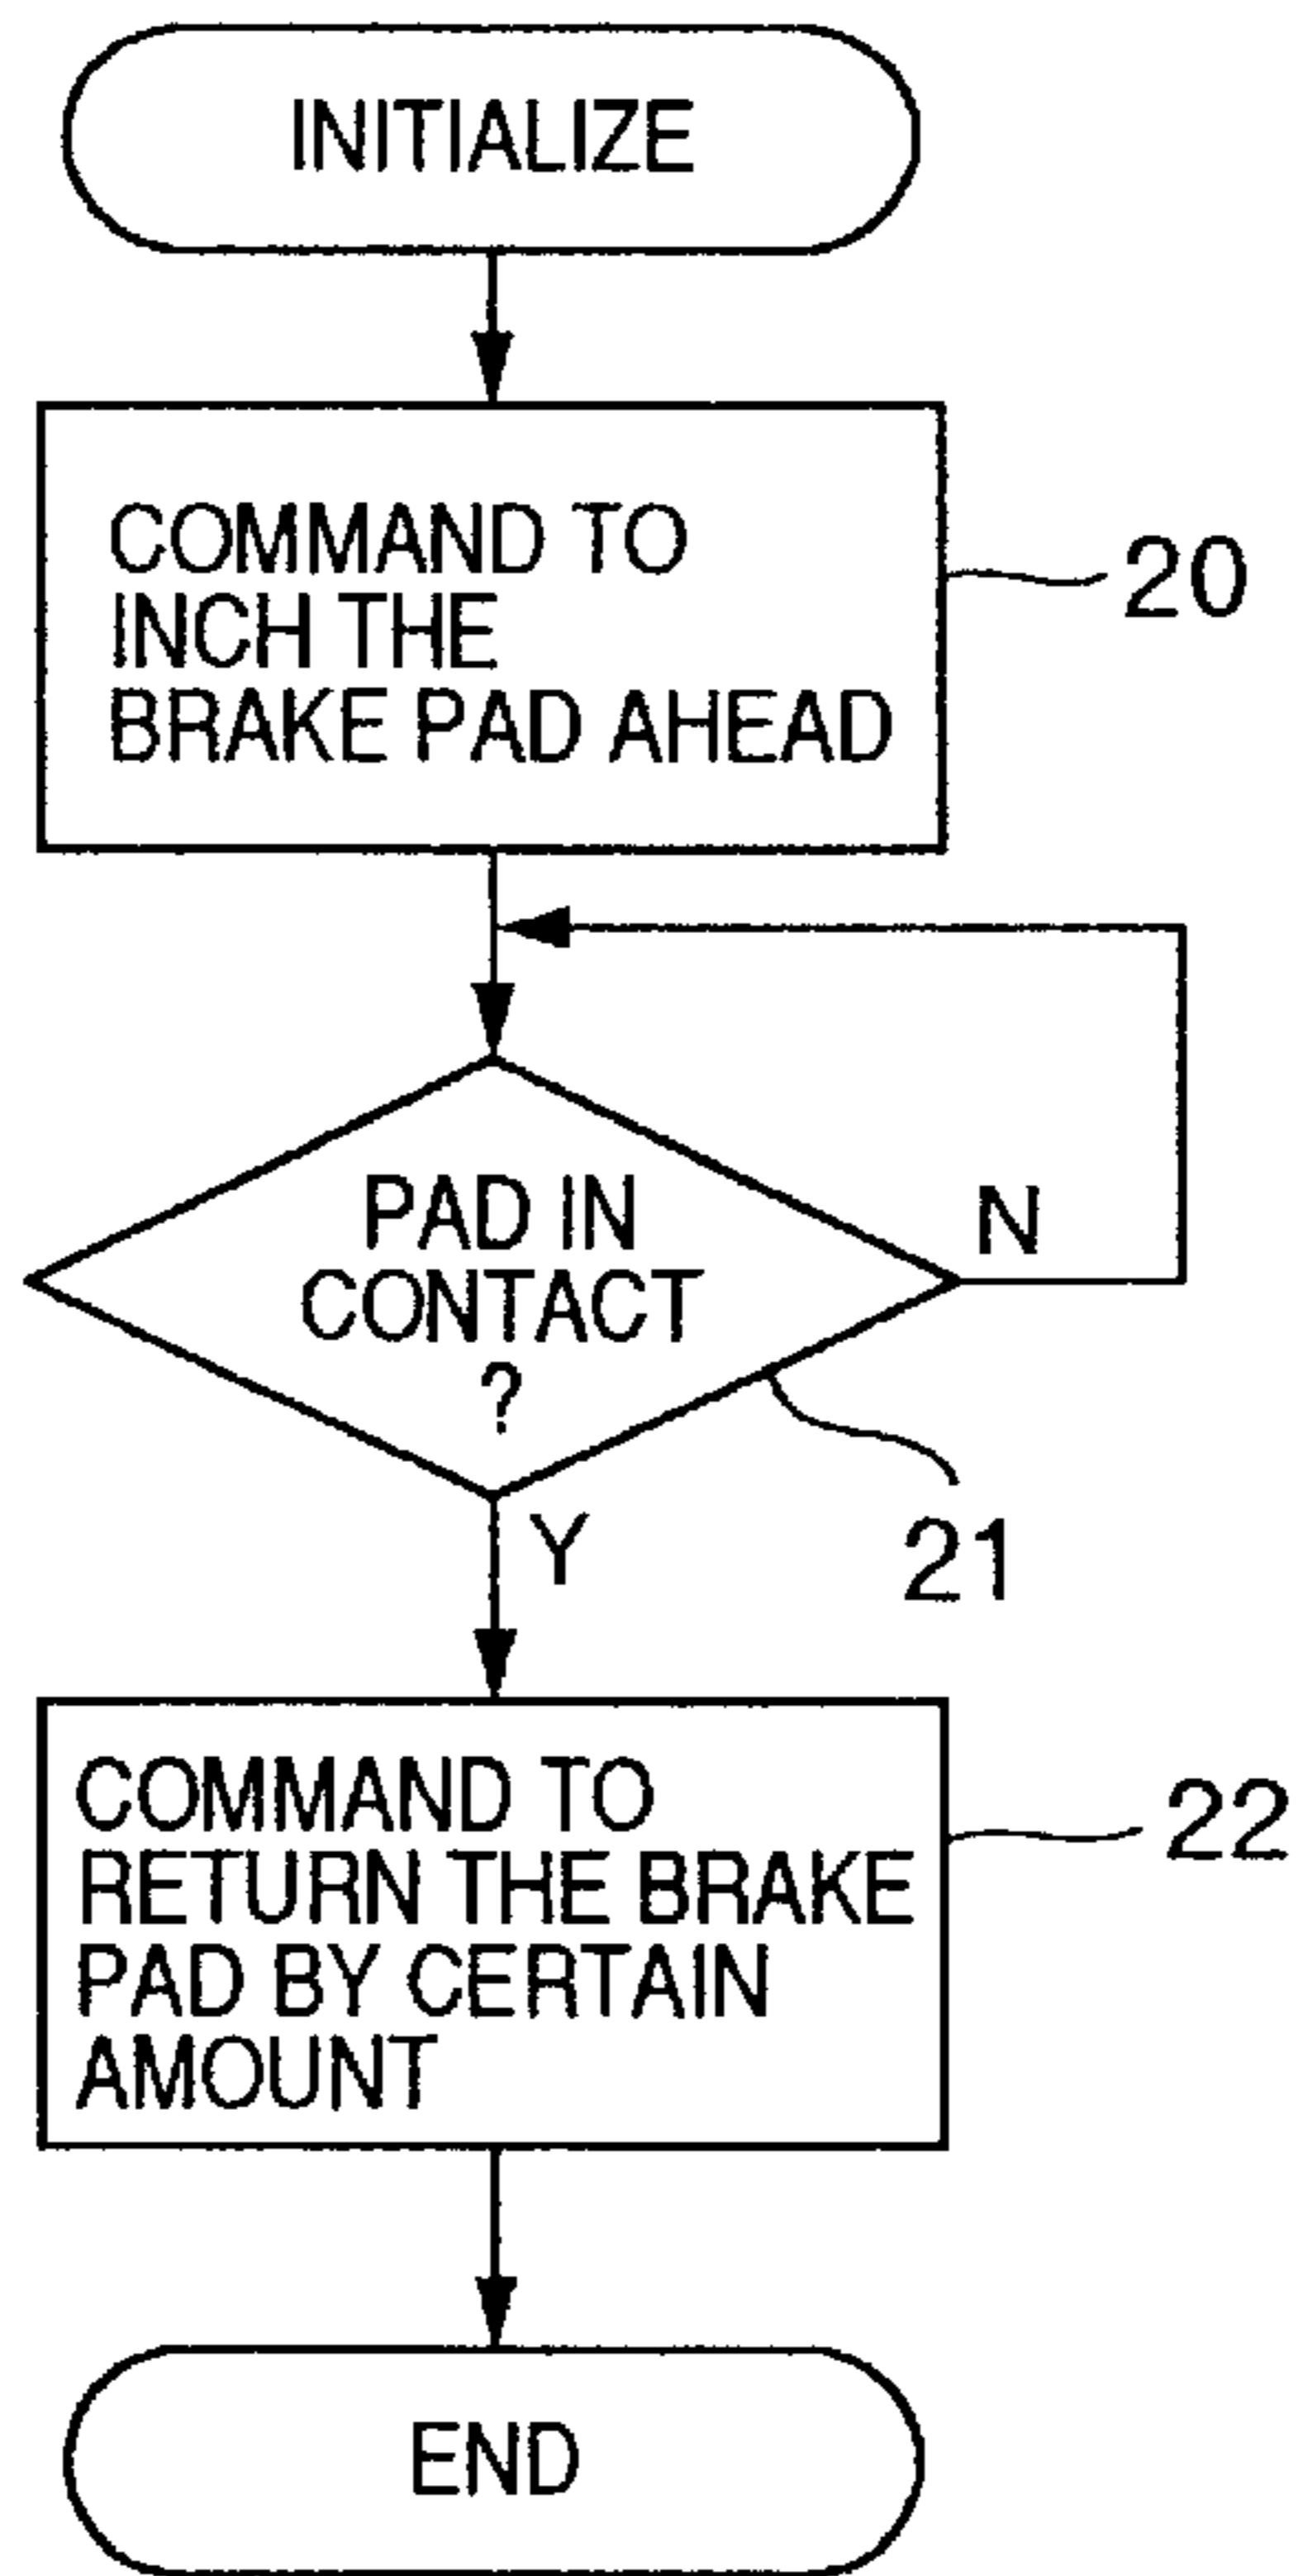 INITIALIZE
COMMAND TO
INCH THE
BRAKE PAD AHEAD
20
PAD IN
CONTACT
?
N
21
Y
COMMAND TO
RETURN THE BRAKE
PAD BY CERTAIN
AMOUNT
22
END